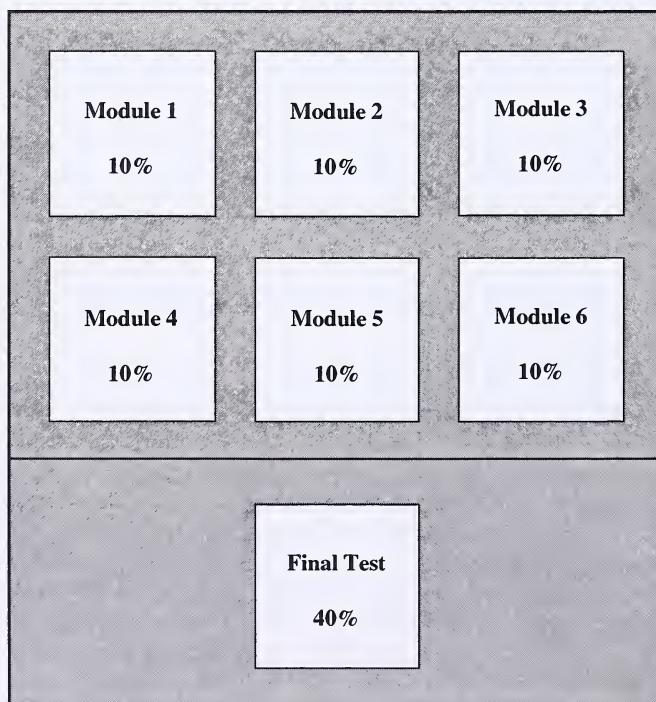 Module 1
10%
Module 2
10%
Module 3
10%
Module 4
10%
Module 5
10%
Module 6
10%
Final Test
40%